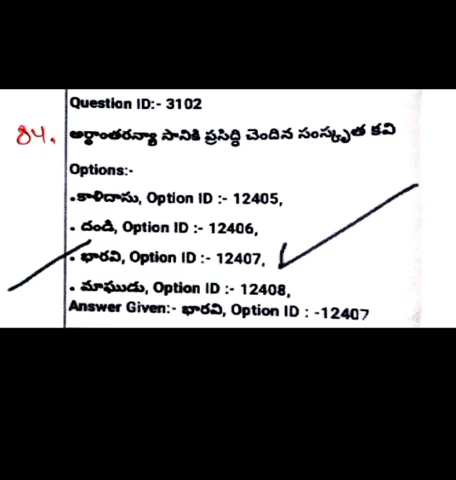 Question ID:- 3102
84. అర్థాంతరన్యా సానికి ప్రసిద్ధి చెందిన సంస్కృత కవి
Options:-
.కాళిదాసు, Option ID :- 12405,
. దండి, Option ID :- 12406,
. భారవి, Option ID :- 12407,
. మాఘుడు, Option ID :- 12408,
Answer Given:- భారవి, Option ID : -12407